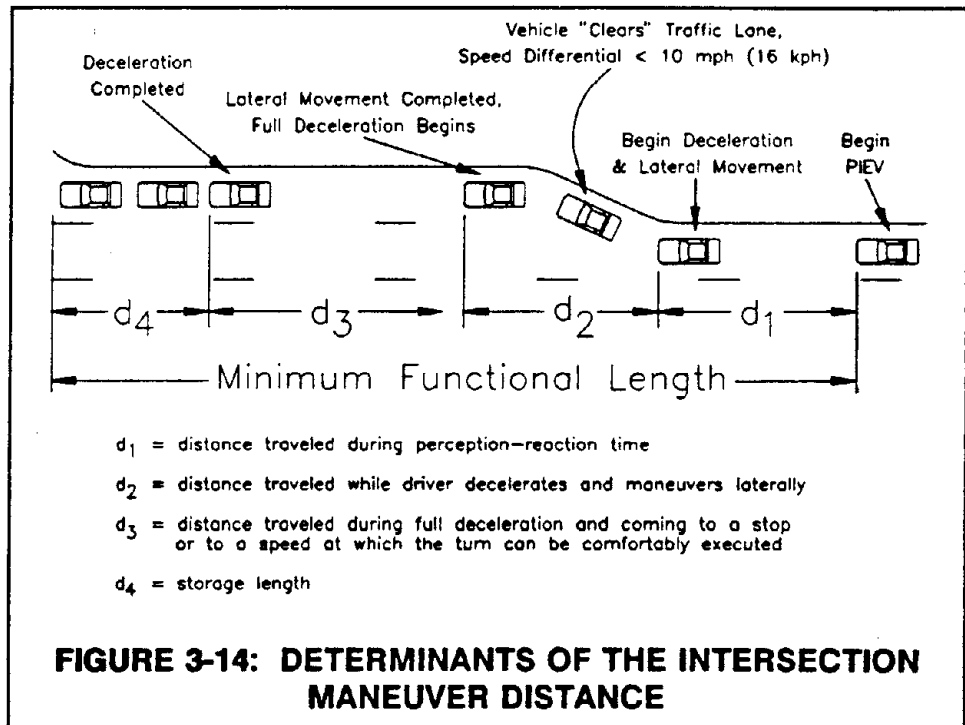 Vehicle "Clears" Traffic Lane,
Speed Differential < 10 mph (16 kph)
Deceleration
Completed
Lateral Movement Completed,
Full Deceleration Begins
Begin Deceleration
& Lateral Movement
Begin
PIEV
d4
d3
d2
d1
Minimum Functional Length
d1 = distance traveled during perception-reaction time
d2 = distance traveled while driver decelerates and maneuvers laterally
d3 = distance traveled during full deceleration and coming to a stop
or to a speed at which the turn can be comfortably executed
d4 = storage length
FIGURE 3-14: DETERMINANTS OF THE INTERSECTION
MANEUVER DISTANCE